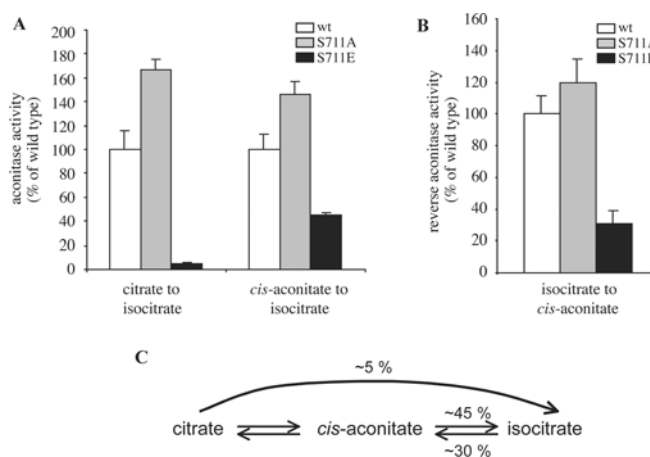 A
wt
S711A
S711E
aconitase activity
(% of wild type)
200
180
160
140
120
100
80
60
40
20
0
citrate to
isocitrate
cis-aconitate to
isocitrate
B
wt
S711A
S711E
reverse aconitase activity
(% of wild type)
160
140
120
100
80
60
40
20
0
isocitrate to
cis-aconitate
C
~5 %
citrate
cis-aconitate
~45 %
~30 %
isocitrate